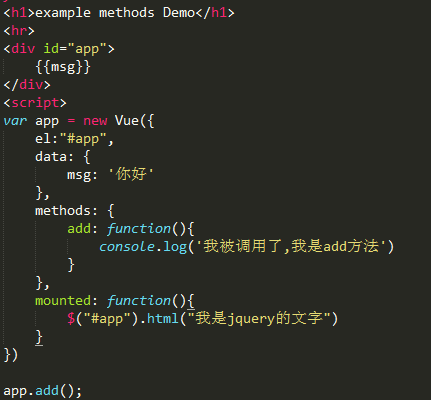 <h1>example methods Demo</h1>
<hr>
<div id="app">
    {{msg}}
</div>
<script>
var app = new Vue({
    el:"#app",
    data: {
        msg: '你好'
    },
    methods: {
        add: function(){
            console.log('我被调用了,我是add方法')
        }
    },
    mounted: function(){
        $("#app").html("我是jquery的文字")
    }
})

app.add();